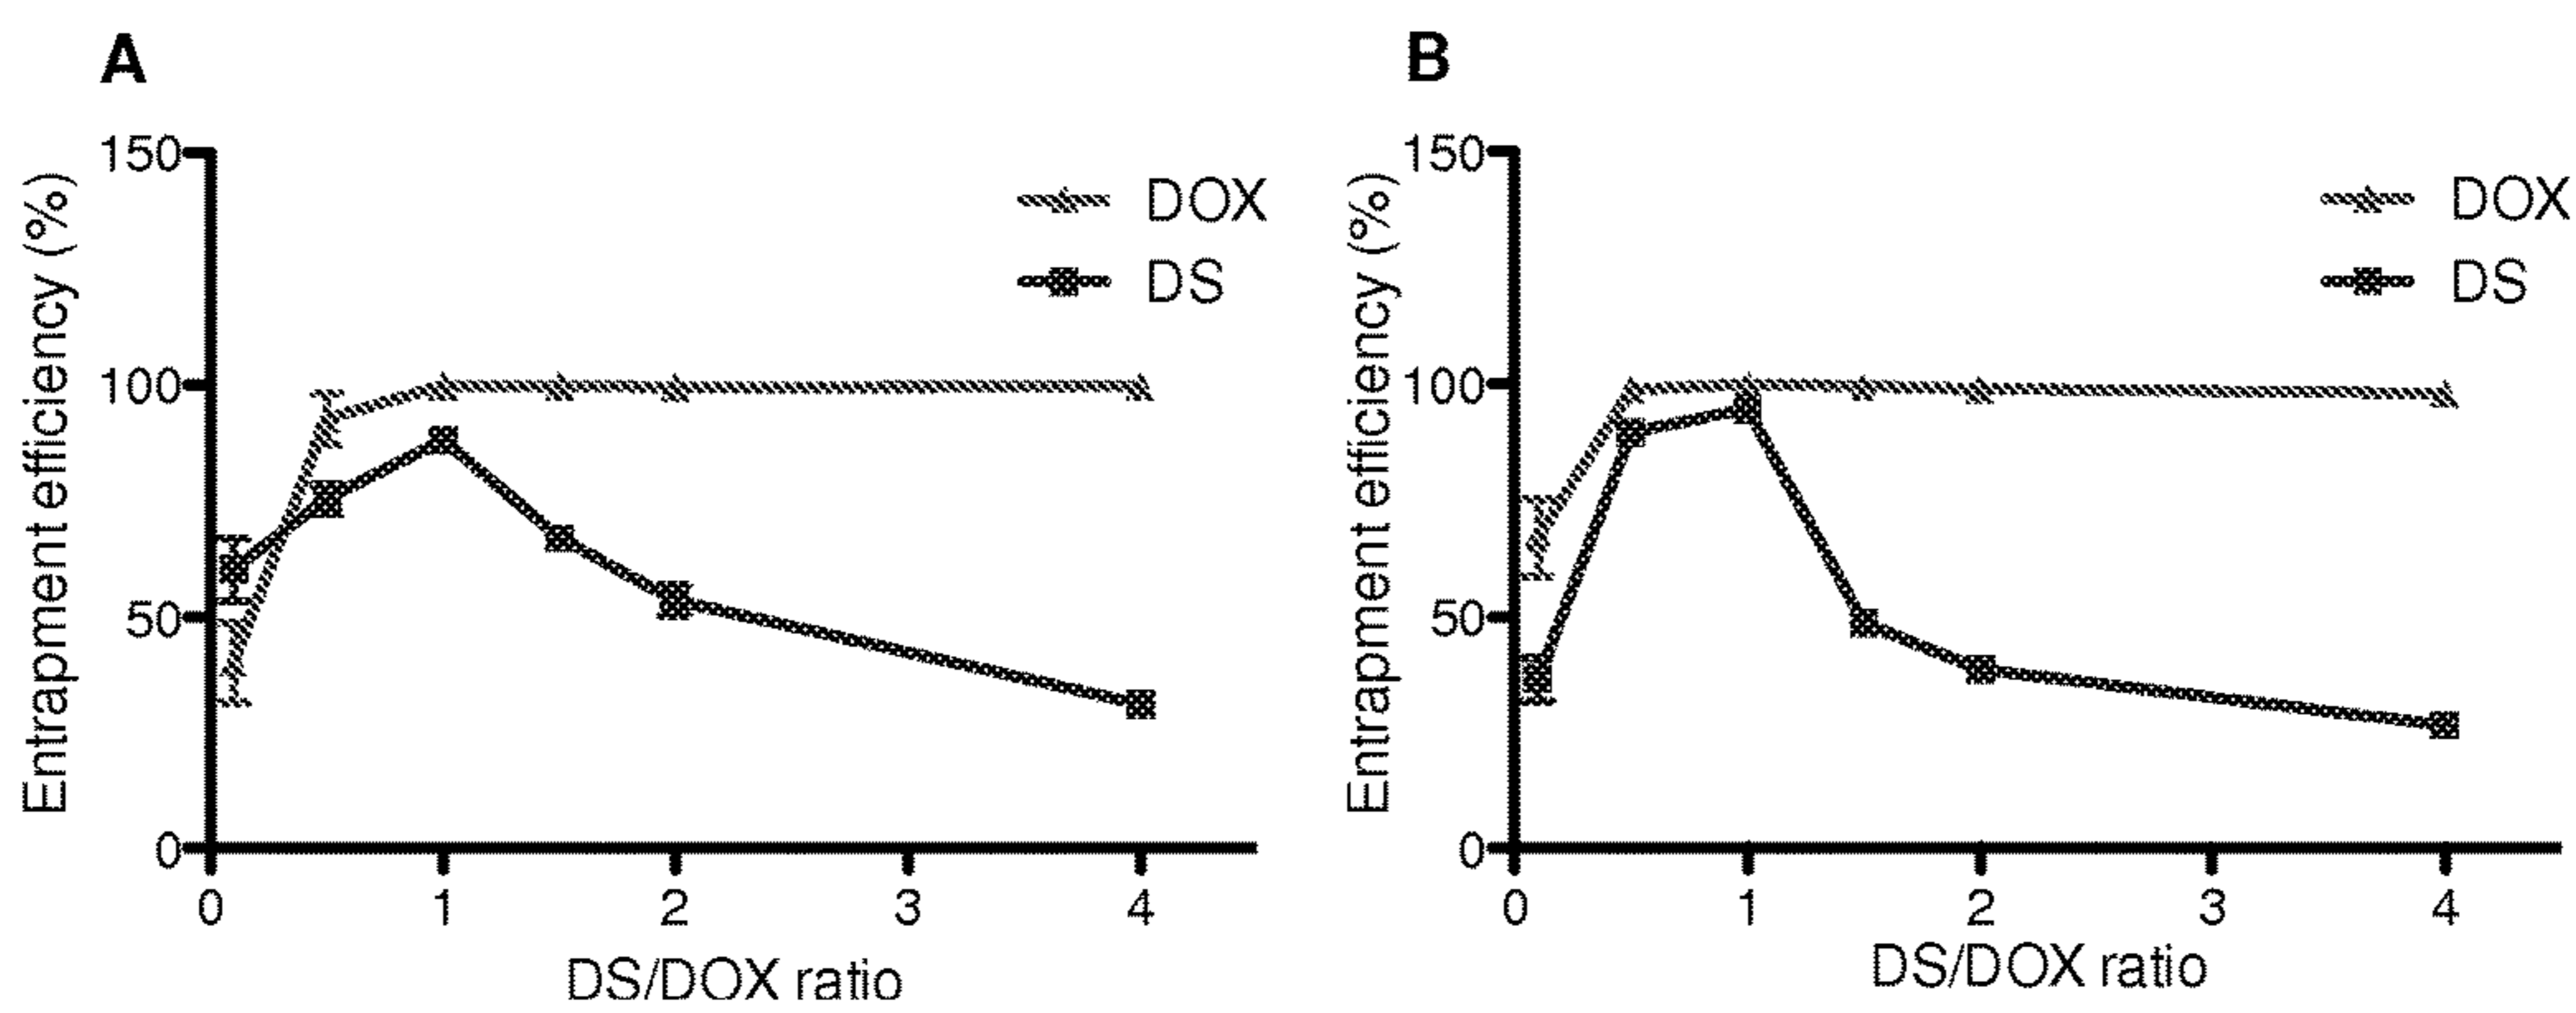 A
Entrapment efficiency (%)
150
100
50
0
0 1 2 3 4
DS/DOX ratio
DOX
DS
B
Entrapment efficiency (%)
150
100
50
0
0 1 2 3 4
DS/DOX ratio
DOX
DS